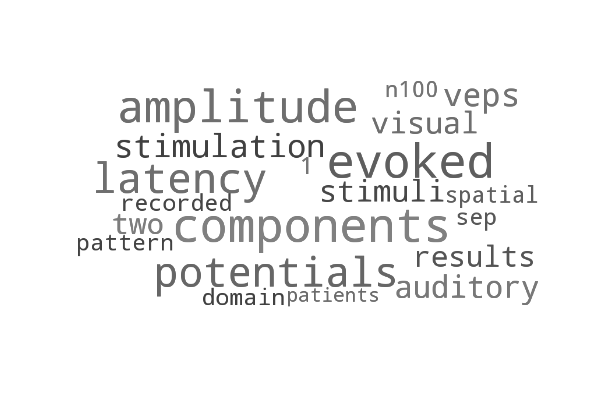 n100 veps
amplitude
visual
stimulation
evoked
1
latency
stimuli spatial
recorded
two components sep
pattern
results
potentials
auditory
domain patients